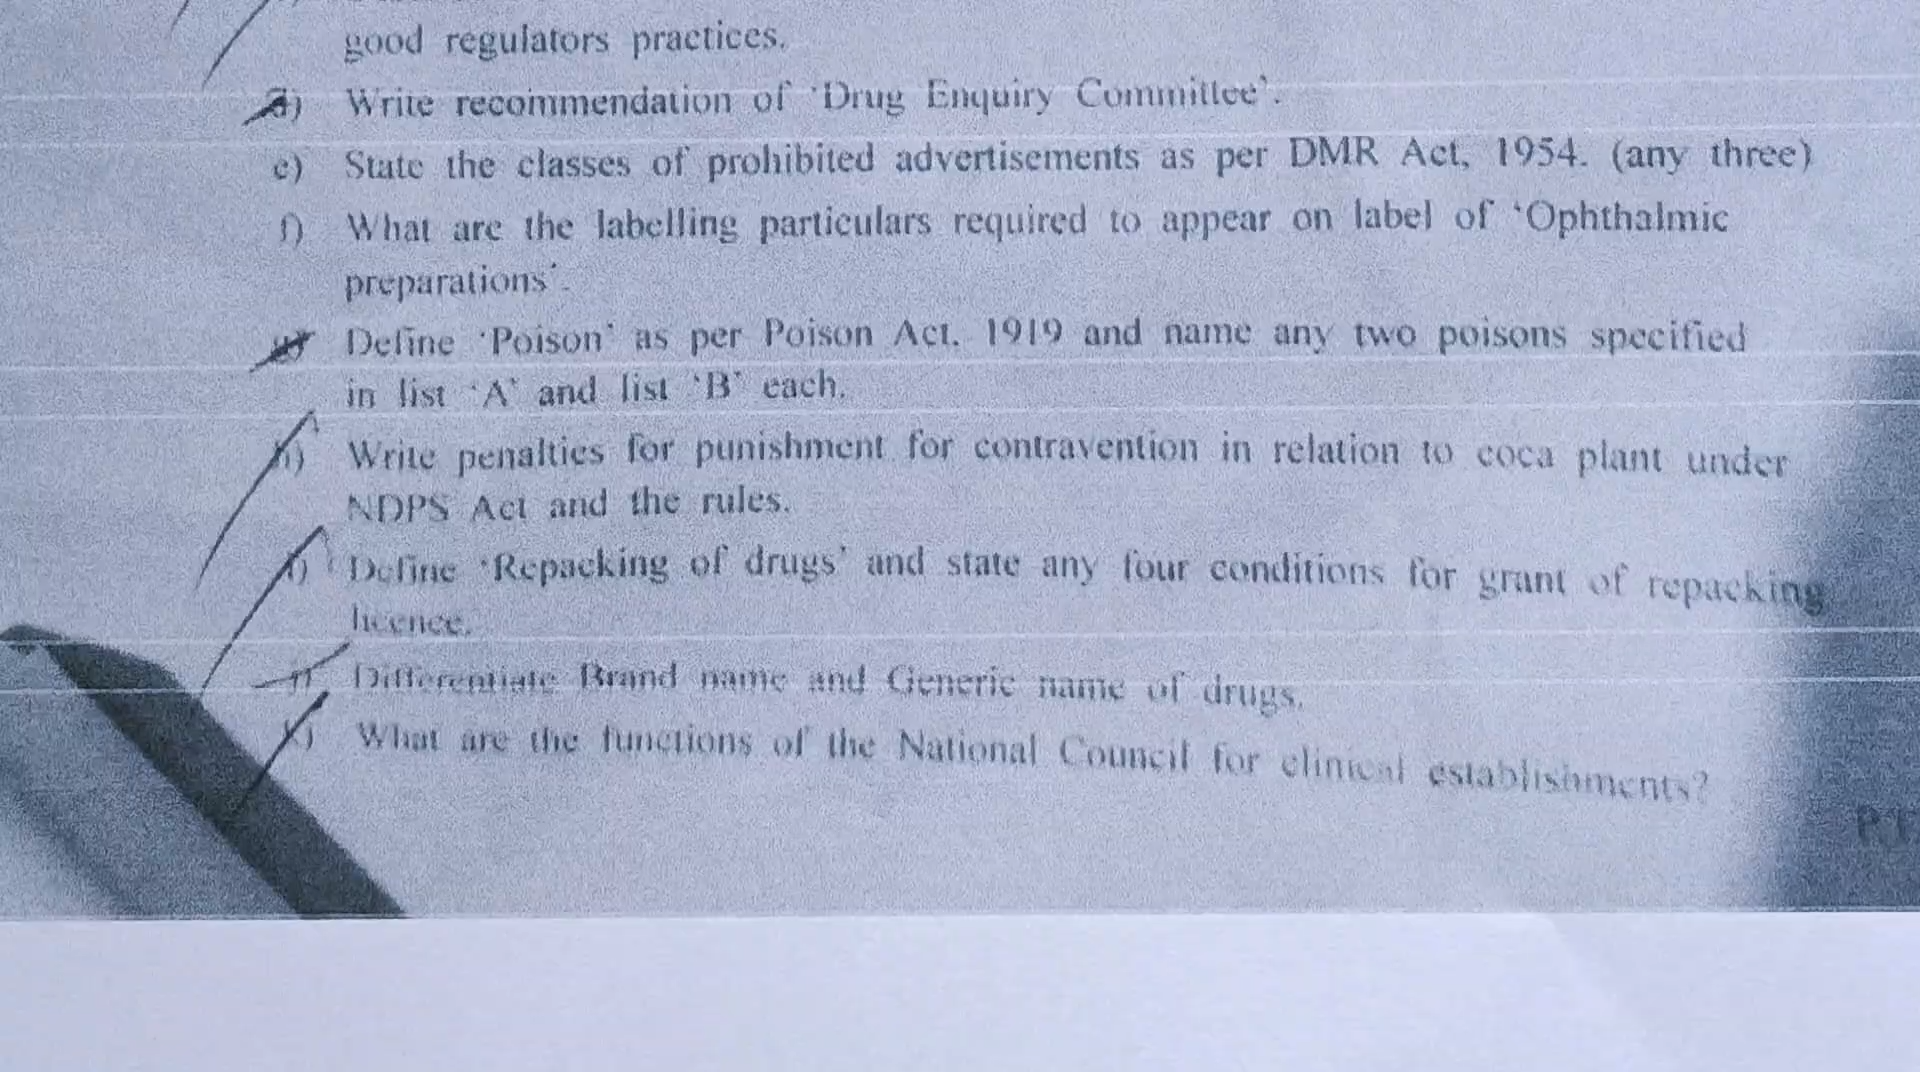 good regulators practices.
d) Write recommendation of 'Drug Enquiry Committee'.
e) State the classes of prohibited advertisements as per DMR Act, 1954. (any three)
f) What are the labelling particulars required to appear on label of 'Ophthalmic
preparations'.
Define 'Poison' as per Poison Act, 1919 and name any two poisons specified
in list 'A' and list 'B' each.
h) Write penalties for punishment for contravention in relation to coca plant under
NDPS Act and the rules.
i) Define 'Repacking of drugs' and state any four conditions for grant of repacking
licence.
Differentiate Brand name and Generic name of drugs.
k) What are the functions of the National Council for clinical establishments?